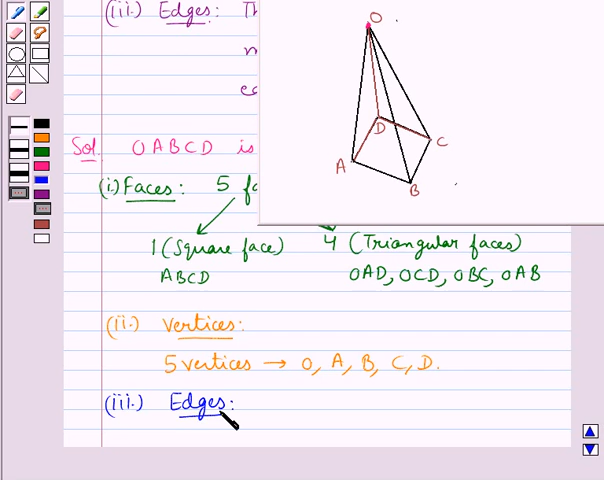 (iii.) Edges: Th
O
D
C
A
B
Sol. OABCD is
(i.) Faces: 5 fa
1 (Square face) 4 (Triangular faces)
ABCD OAD, OCD, OBC, OAB
(ii.) Vertices:
5 vertices → O, A, B, C, D.
(iii.) Edges: